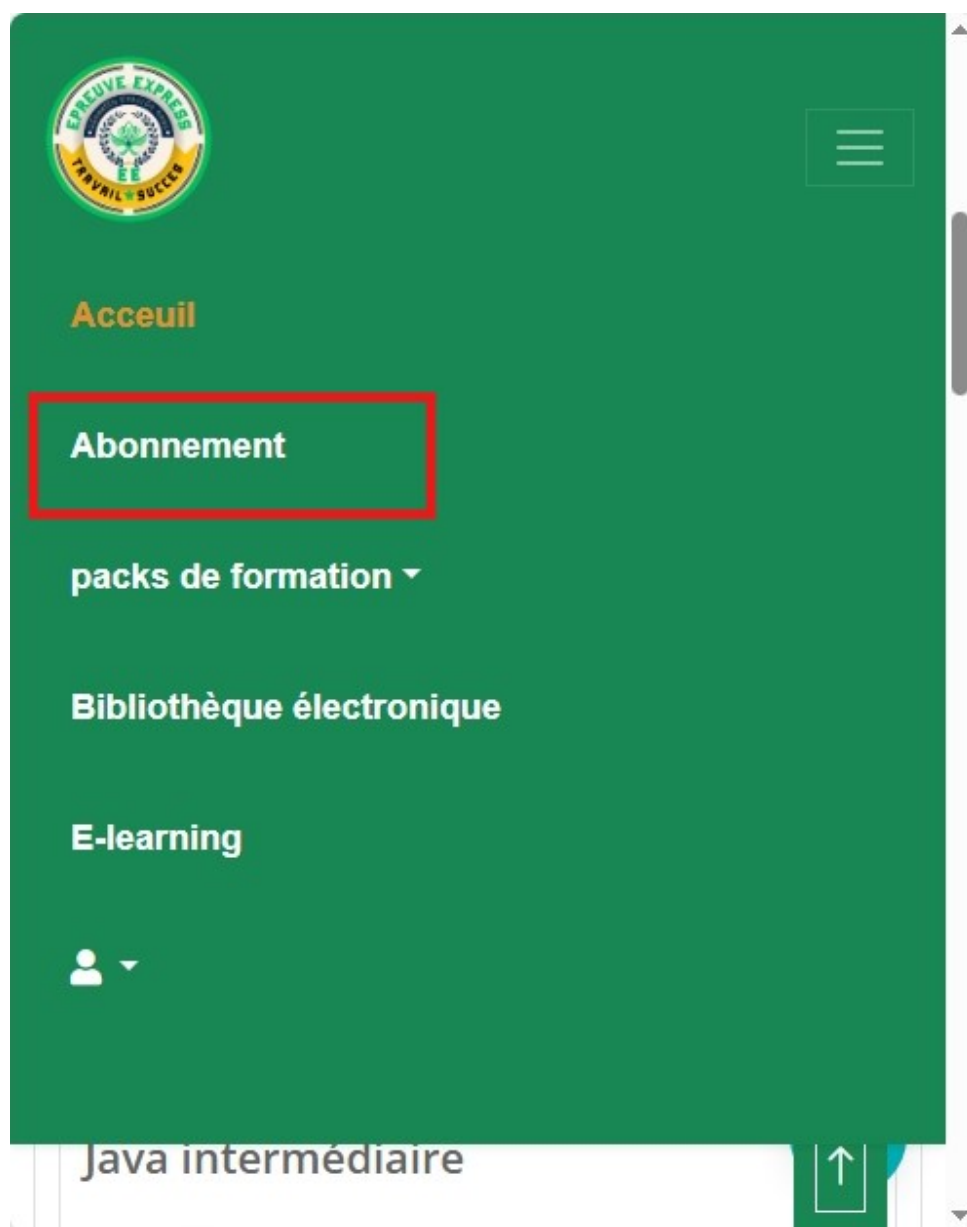 EPREUVE EXPRESS
EE
TRAVAIL★SUCCES
Acceuil
Abonnement
packs de formation
Bibliothèque électronique
E-learning
Java intermédiaire